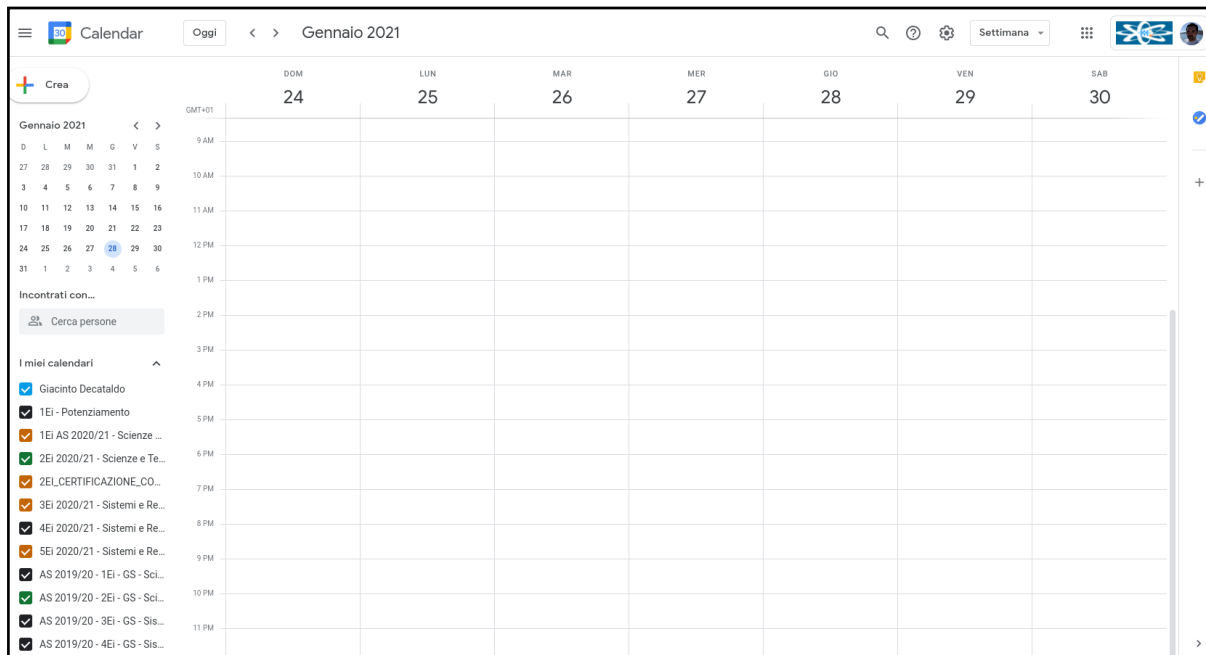 30 Calendar Oggi Gennaio 2021 Settimana
Crea
Gennaio 2021
D L M M G V S
27 28 29 30 31 1 2
3 4 5 6 7 8 9
10 11 12 13 14 15 16
17 18 19 20 21 22 23
24 25 26 27 28 29 30
31 1 2 3 4 5 6
Incontrati con...
Cerca persone
I miei calendari
Giacinto Decataldo
1Ei - Potenziamento
1Ei AS 2020/21 - Scienze ...
2Ei 2020/21 - Scienze e Te...
2EI_CERTIFICAZIONE_CO...
3Ei 2020/21 - Sistemi e Re...
4Ei 2020/21 - Sistemi e Re...
5Ei 2020/21 - Sistemi e Re...
AS 2019/20 - 1Ei - GS - Sci...
AS 2019/20 - 2Ei - GS - Sci...
AS 2019/20 - 3Ei - GS - Sis...
AS 2019/20 - 4Ei - GS - Sis...
DOM LUN MAR MER GIO VEN SAB
24 25 26 27 28 29 30
GMT+01
9 AM
10 AM
11 AM
12 PM
1 PM
2 PM
3 PM
4 PM
5 PM
6 PM
7 PM
8 PM
9 PM
10 PM
11 PM